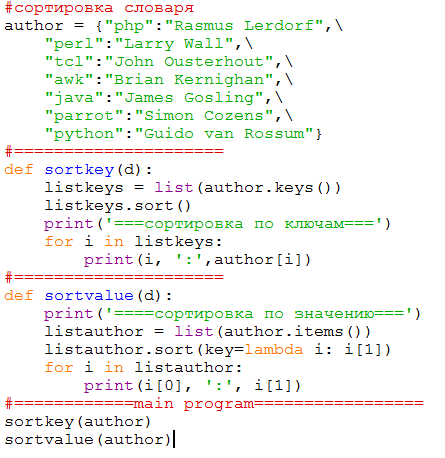 #сортировка словаря
author = {"php":"Rasmus Lerdorf",\
    "perl":"Larry Wall",\
    "tcl":"John Ousterhout",\
    "awk":"Brian Kernighan",\
    "java":"James Gosling",\
    "parrot":"Simon Cozens",\
    "python":"Guido van Rossum"}
#=====================
def sortkey(d):
    listkeys = list(author.keys())
    listkeys.sort()
    print('===сортировка по ключам===')
    for i in listkeys:
        print(i, ':',author[i])
#=====================
def sortvalue(d):
    print('====сортировка по значению===')
    listauthor = list(author.items())
    listauthor.sort(key=lambda i: i[1])
    for i in listauthor:
        print(i[0], ':', i[1])
#============main program=================
sortkey(author)
sortvalue(author)